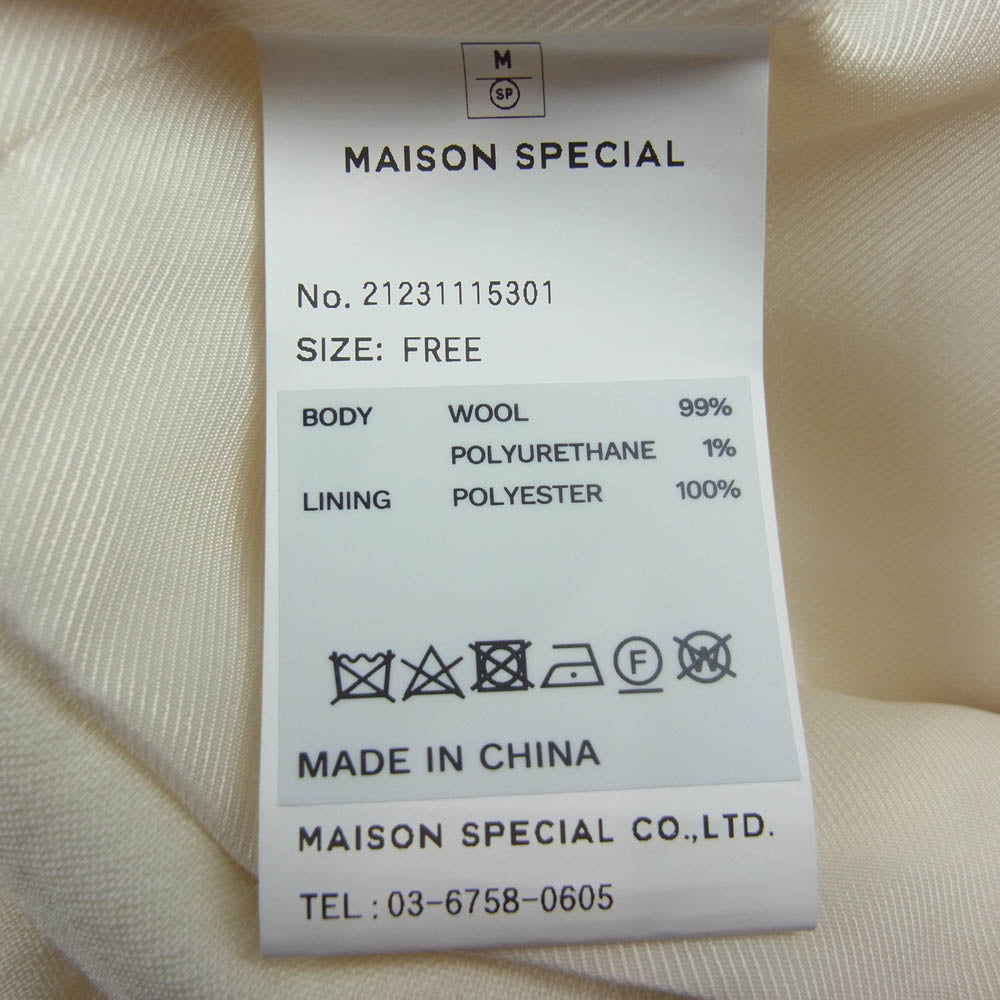 M
SP
MAISON SPECIAL
No. 21231115301
SIZE: FREE
BODY WOOL 99%
POLYURETHANE 1%
LINING POLYESTER 100%
F W
MADE IN CHINA
MAISON SPECIAL CO.,LTD.
TEL : 03-6758-0605